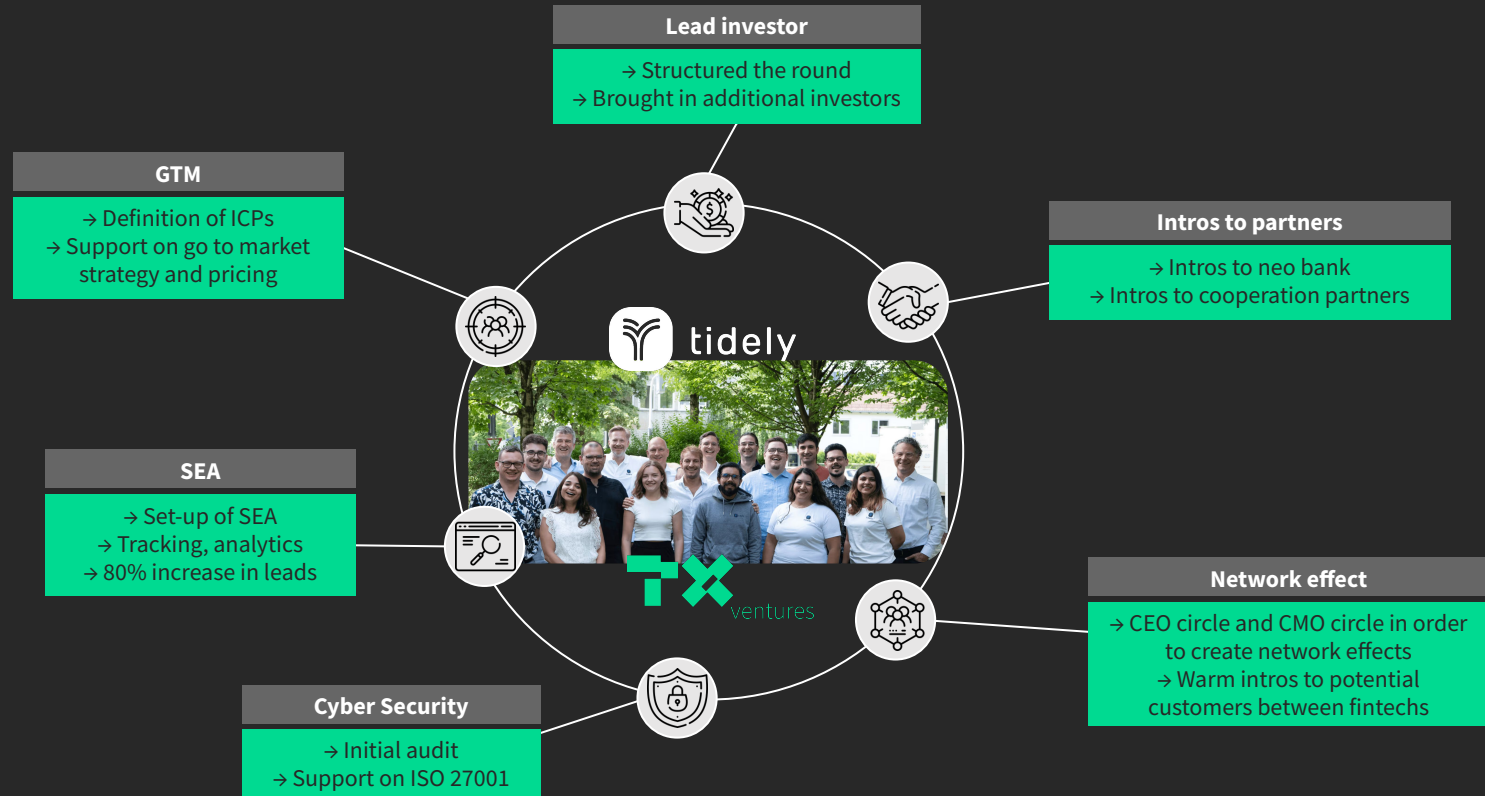 Lead investor
→ Structured the round
→ Brought in additional investors
GTM
→ Definition of ICPs
→ Support on go to market
strategy and pricing
Intros to partners
→ Intros to neo bank
→ Intros to cooperation partners
tidely
SEA
→ Set-up of SEA
→ Tracking, analytics
→ 80% increase in leads
TX
ventures
Network effect
→ CEO circle and CMO circle in order
to create network effects
→ Warm intros to potential
customers between fintechs
Cyber Security
→ Initial audit
→ Support on ISO 27001